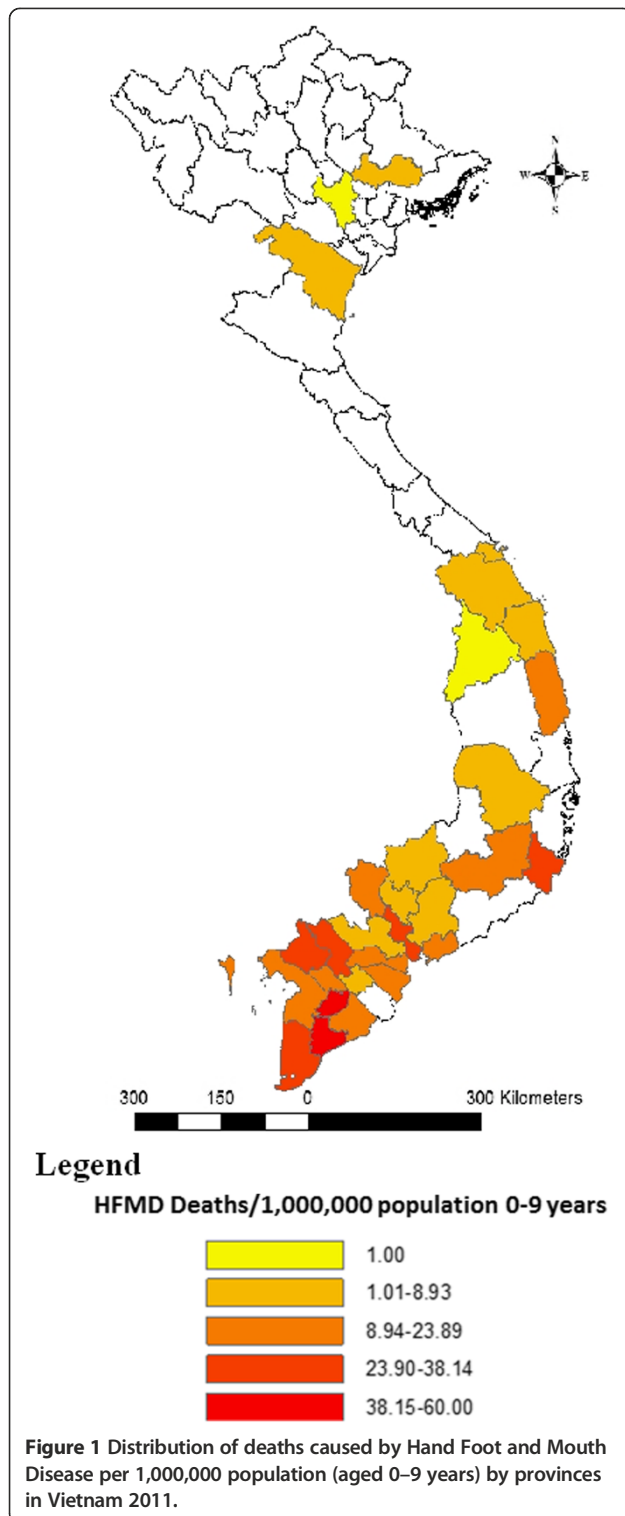 N
W E
S
300 150 0 300 Kilometers
Legend
HFMD Deaths/1,000,000 population 0-9 years
1.00
1.01-8.93
8.94-23.89
23.90-38.14
38.15-60.00
Figure 1 Distribution of deaths caused by Hand Foot and Mouth
Disease per 1,000,000 population (aged 0–9 years) by provinces
in Vietnam 2011.